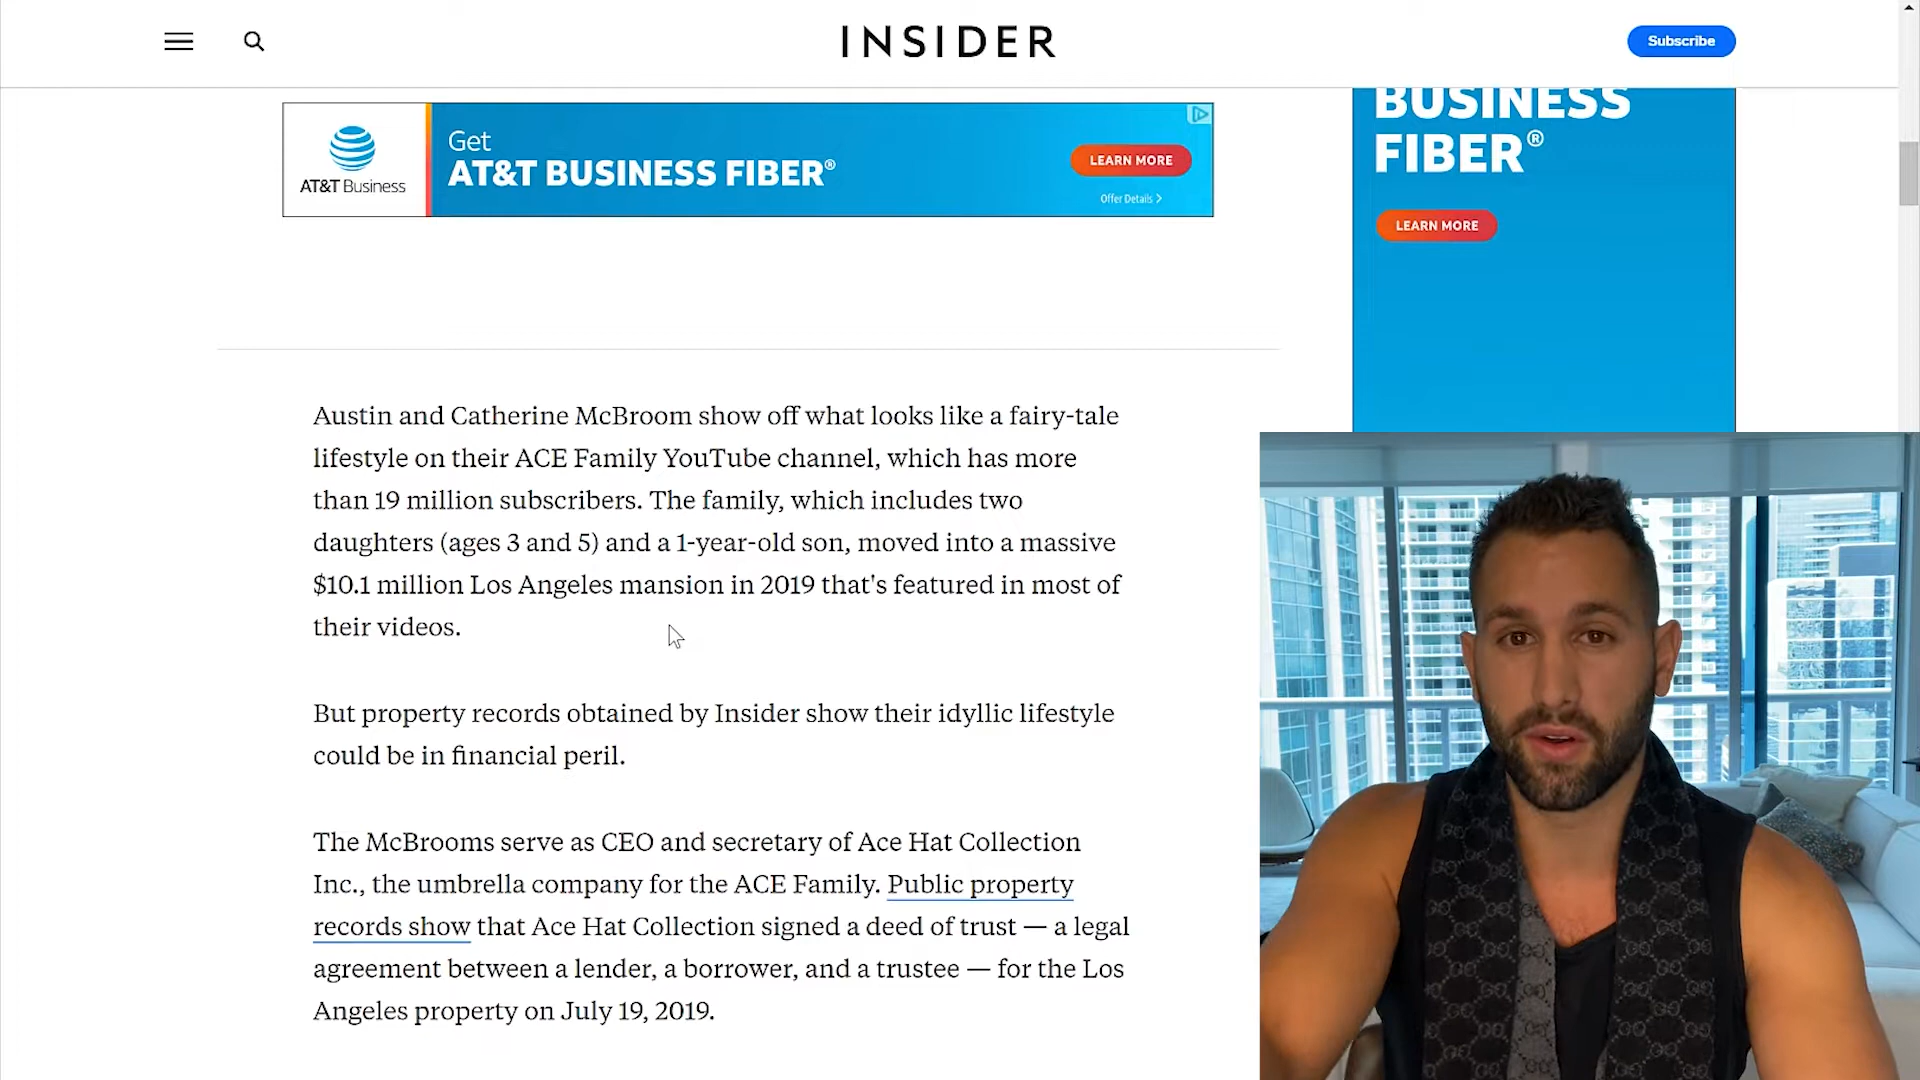 INSIDER
Subscribe
AT&T Business
Get
AT&T BUSINESS FIBER®
LEARN MORE
Offer Details >
BUSINESS
FIBER®
LEARN MORE
Austin and Catherine McBroom show off what looks like a fairy-tale
lifestyle on their ACE Family YouTube channel, which has more
than 19 million subscribers. The family, which includes two
daughters (ages 3 and 5) and a 1-year-old son, moved into a massive
$10.1 million Los Angeles mansion in 2019 that's featured in most of
their videos.
But property records obtained by Insider show their idyllic lifestyle
could be in financial peril.
The McBrooms serve as CEO and secretary of Ace Hat Collection
Inc., the umbrella company for the ACE Family. Public property
records show that Ace Hat Collection signed a deed of trust — a legal
agreement between a lender, a borrower, and a trustee — for the Los
Angeles property on July 19, 2019.